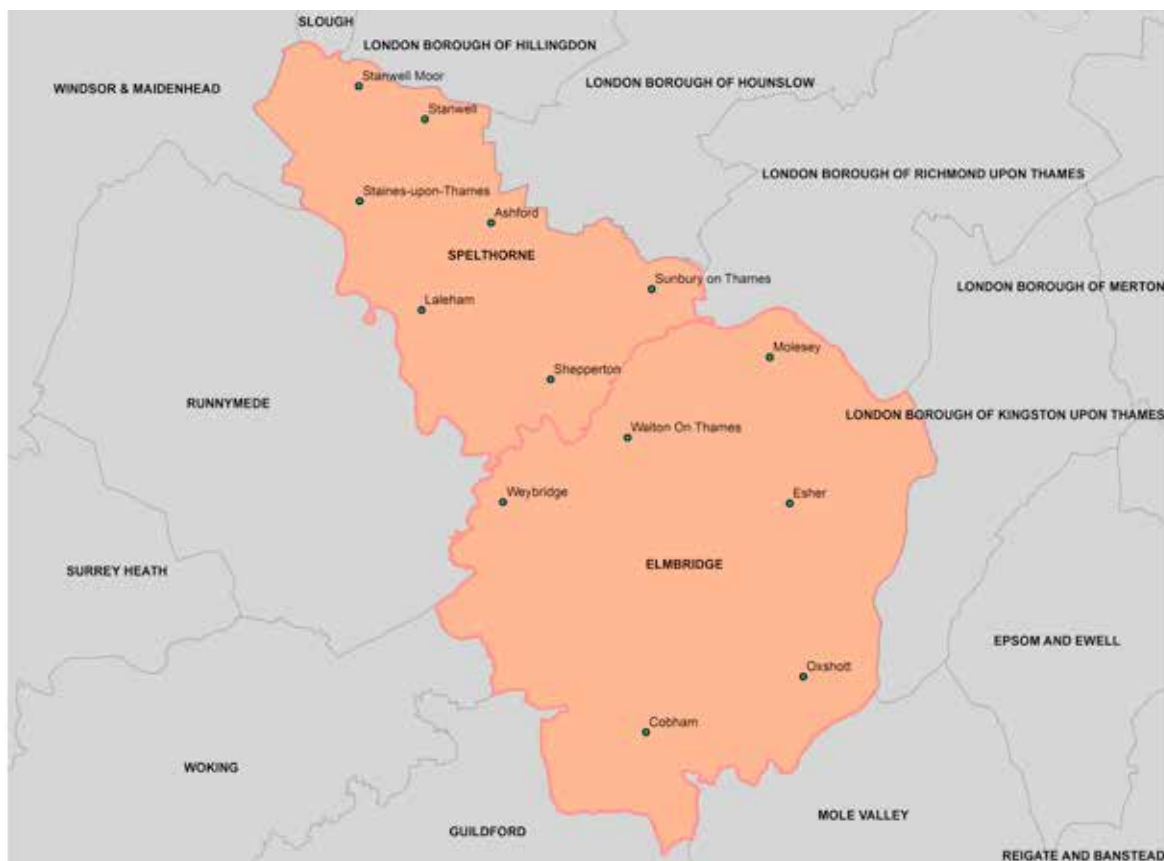 SLOUGH
LONDON BOROUGH OF HILLINGDON
Stanwell Moor
LONDON BOROUGH OF HOUNSLOW
WINDSOR & MAIDENHEAD
Stanwell
LONDON BOROUGH OF RICHMOND UPON THAMES
Staines-upon-Thames
Ashford
SPELTHORNE
Sunbury on Thames
LONDON BOROUGH OF MERTON
Laleham
Molesey
Shepperton
RUNNYMEDE
LONDON BOROUGH OF KINGSTON UPON THAMES
Walton On Thames
Weybridge
Esher
ELMBRIDGE
SURREY HEATH
EPSOM AND EWELL
Oxshott
Cobham
WOKING
MOLE VALLEY
GUILDFORD
REIGATE AND BANSTEAD